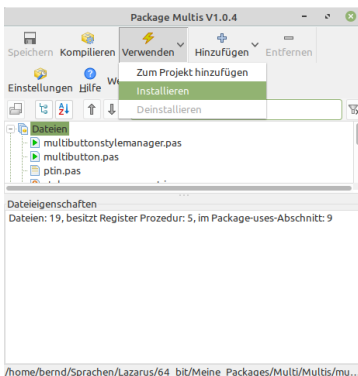 Package Multis V1.0.4
Speichern Kompilieren Verwenden Hinzufügen Entfernen
Zum Projekt hinzufügen
Einstellungen Hilfe We
Installieren
Deinstallieren
Dateien
multibuttonstylemanager.pas
multibutton.pas
ptin.pas
Dateieigenschaften
Dateien: 19, besitzt Register Prozedur: 5, im Package-uses-Abschnitt: 9
/home/bernd/Sprachen/Lazarus/64_bit/Meine_Packages/Multi/Multis/mu...